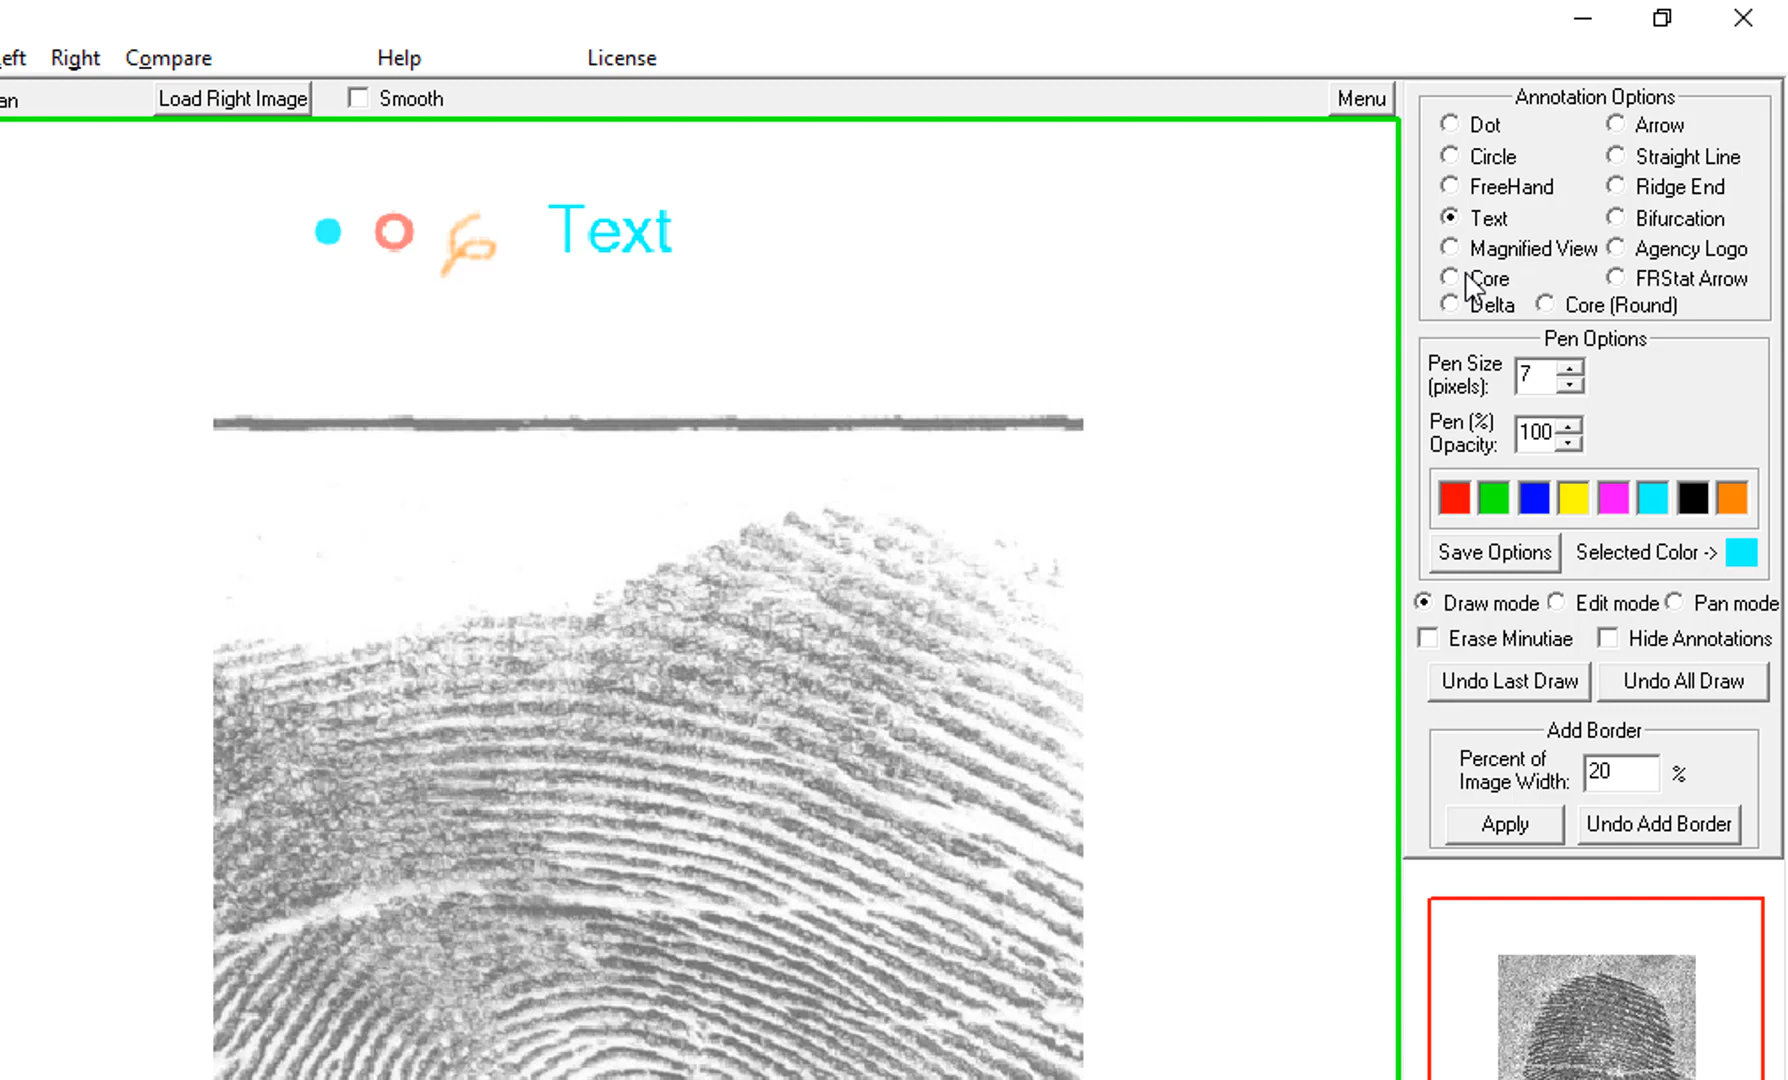 eft Right Compare Help License
an Load Right Image Smooth Menu
Text
Annotation Options
Dot Arrow
Circle Straight Line
FreeHand Ridge End
Text Bifurcation
Magnified View Agency Logo
Core FRStat Arrow
Delta Core (Round)
Pen Options
Pen Size
(pixels): 7
Pen (%)
Opacity: 100
Save Options Selected Color ->
Draw mode Edit mode Pan mode
Erase Minutiae Hide Annotations
Undo Last Draw Undo All Draw
Add Border
Percent of
Image Width: 20 %
Apply Undo Add Border